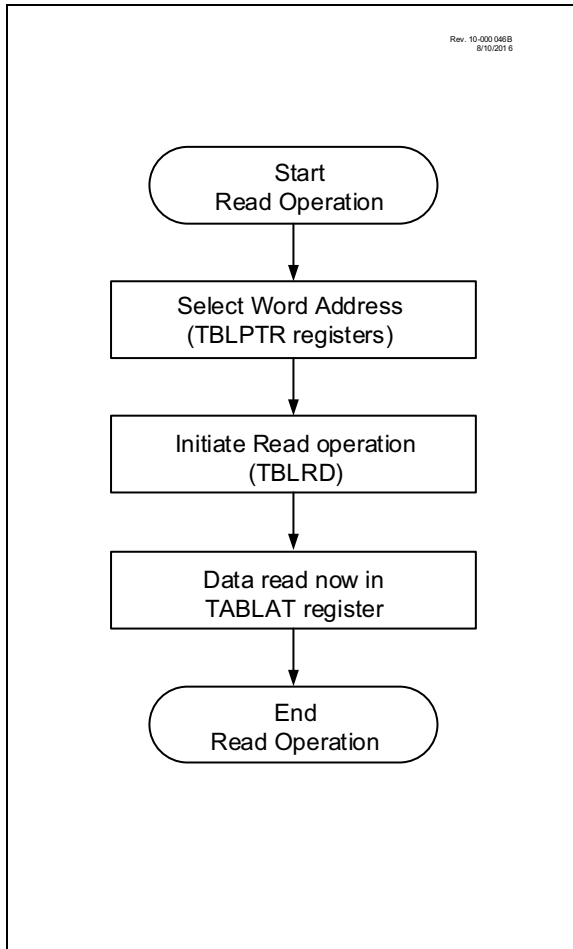 Rev. 10-000 046B
8/10/201 6
Start
Read Operation
Select Word Address
(TBLPTR registers)
Initiate Read operation
(TBLRD)
Data read now in
TABLAT register
End
Read Operation